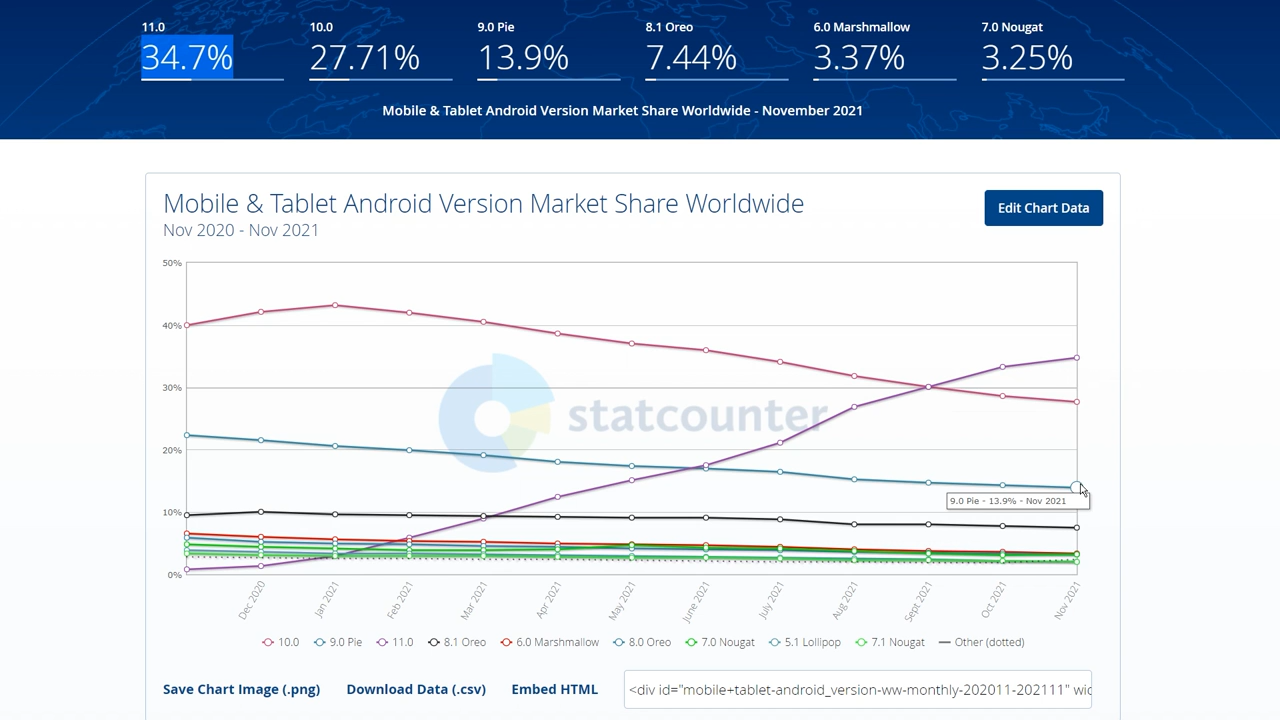 11.0 10.0 9.0 Pie 8.1 Oreo 6.0 Marshmallow 7.0 Nougat
34.7% 27.71% 13.9% 7.44% 3.37% 3.25%
Mobile & Tablet Android Version Market Share Worldwide - November 2021
Mobile & Tablet Android Version Market Share Worldwide
Edit Chart Data
Nov 2020 - Nov 2021
50%
40%
30%
statcounter
20%
9.0 Pie - 13.9% - Nov 2021
10%
0%
Dec 2020 Jan 2021 Feb 2021 Mar 2021 Apr 2021 May 2021 June 2021 July 2021 Aug 2021 Sept 2021 Oct 2021 Nov 2021
10.0 9.0 Pie 11.0 8.1 Oreo 6.0 Marshmallow 8.0 Oreo 7.0 Nougat 5.1 Lollipop 7.1 Nougat Other (dotted)
Save Chart Image (.png) Download Data (.csv) Embed HTML <div id="mobile+tablet-android_version-ww-monthly-202011-202111" wid